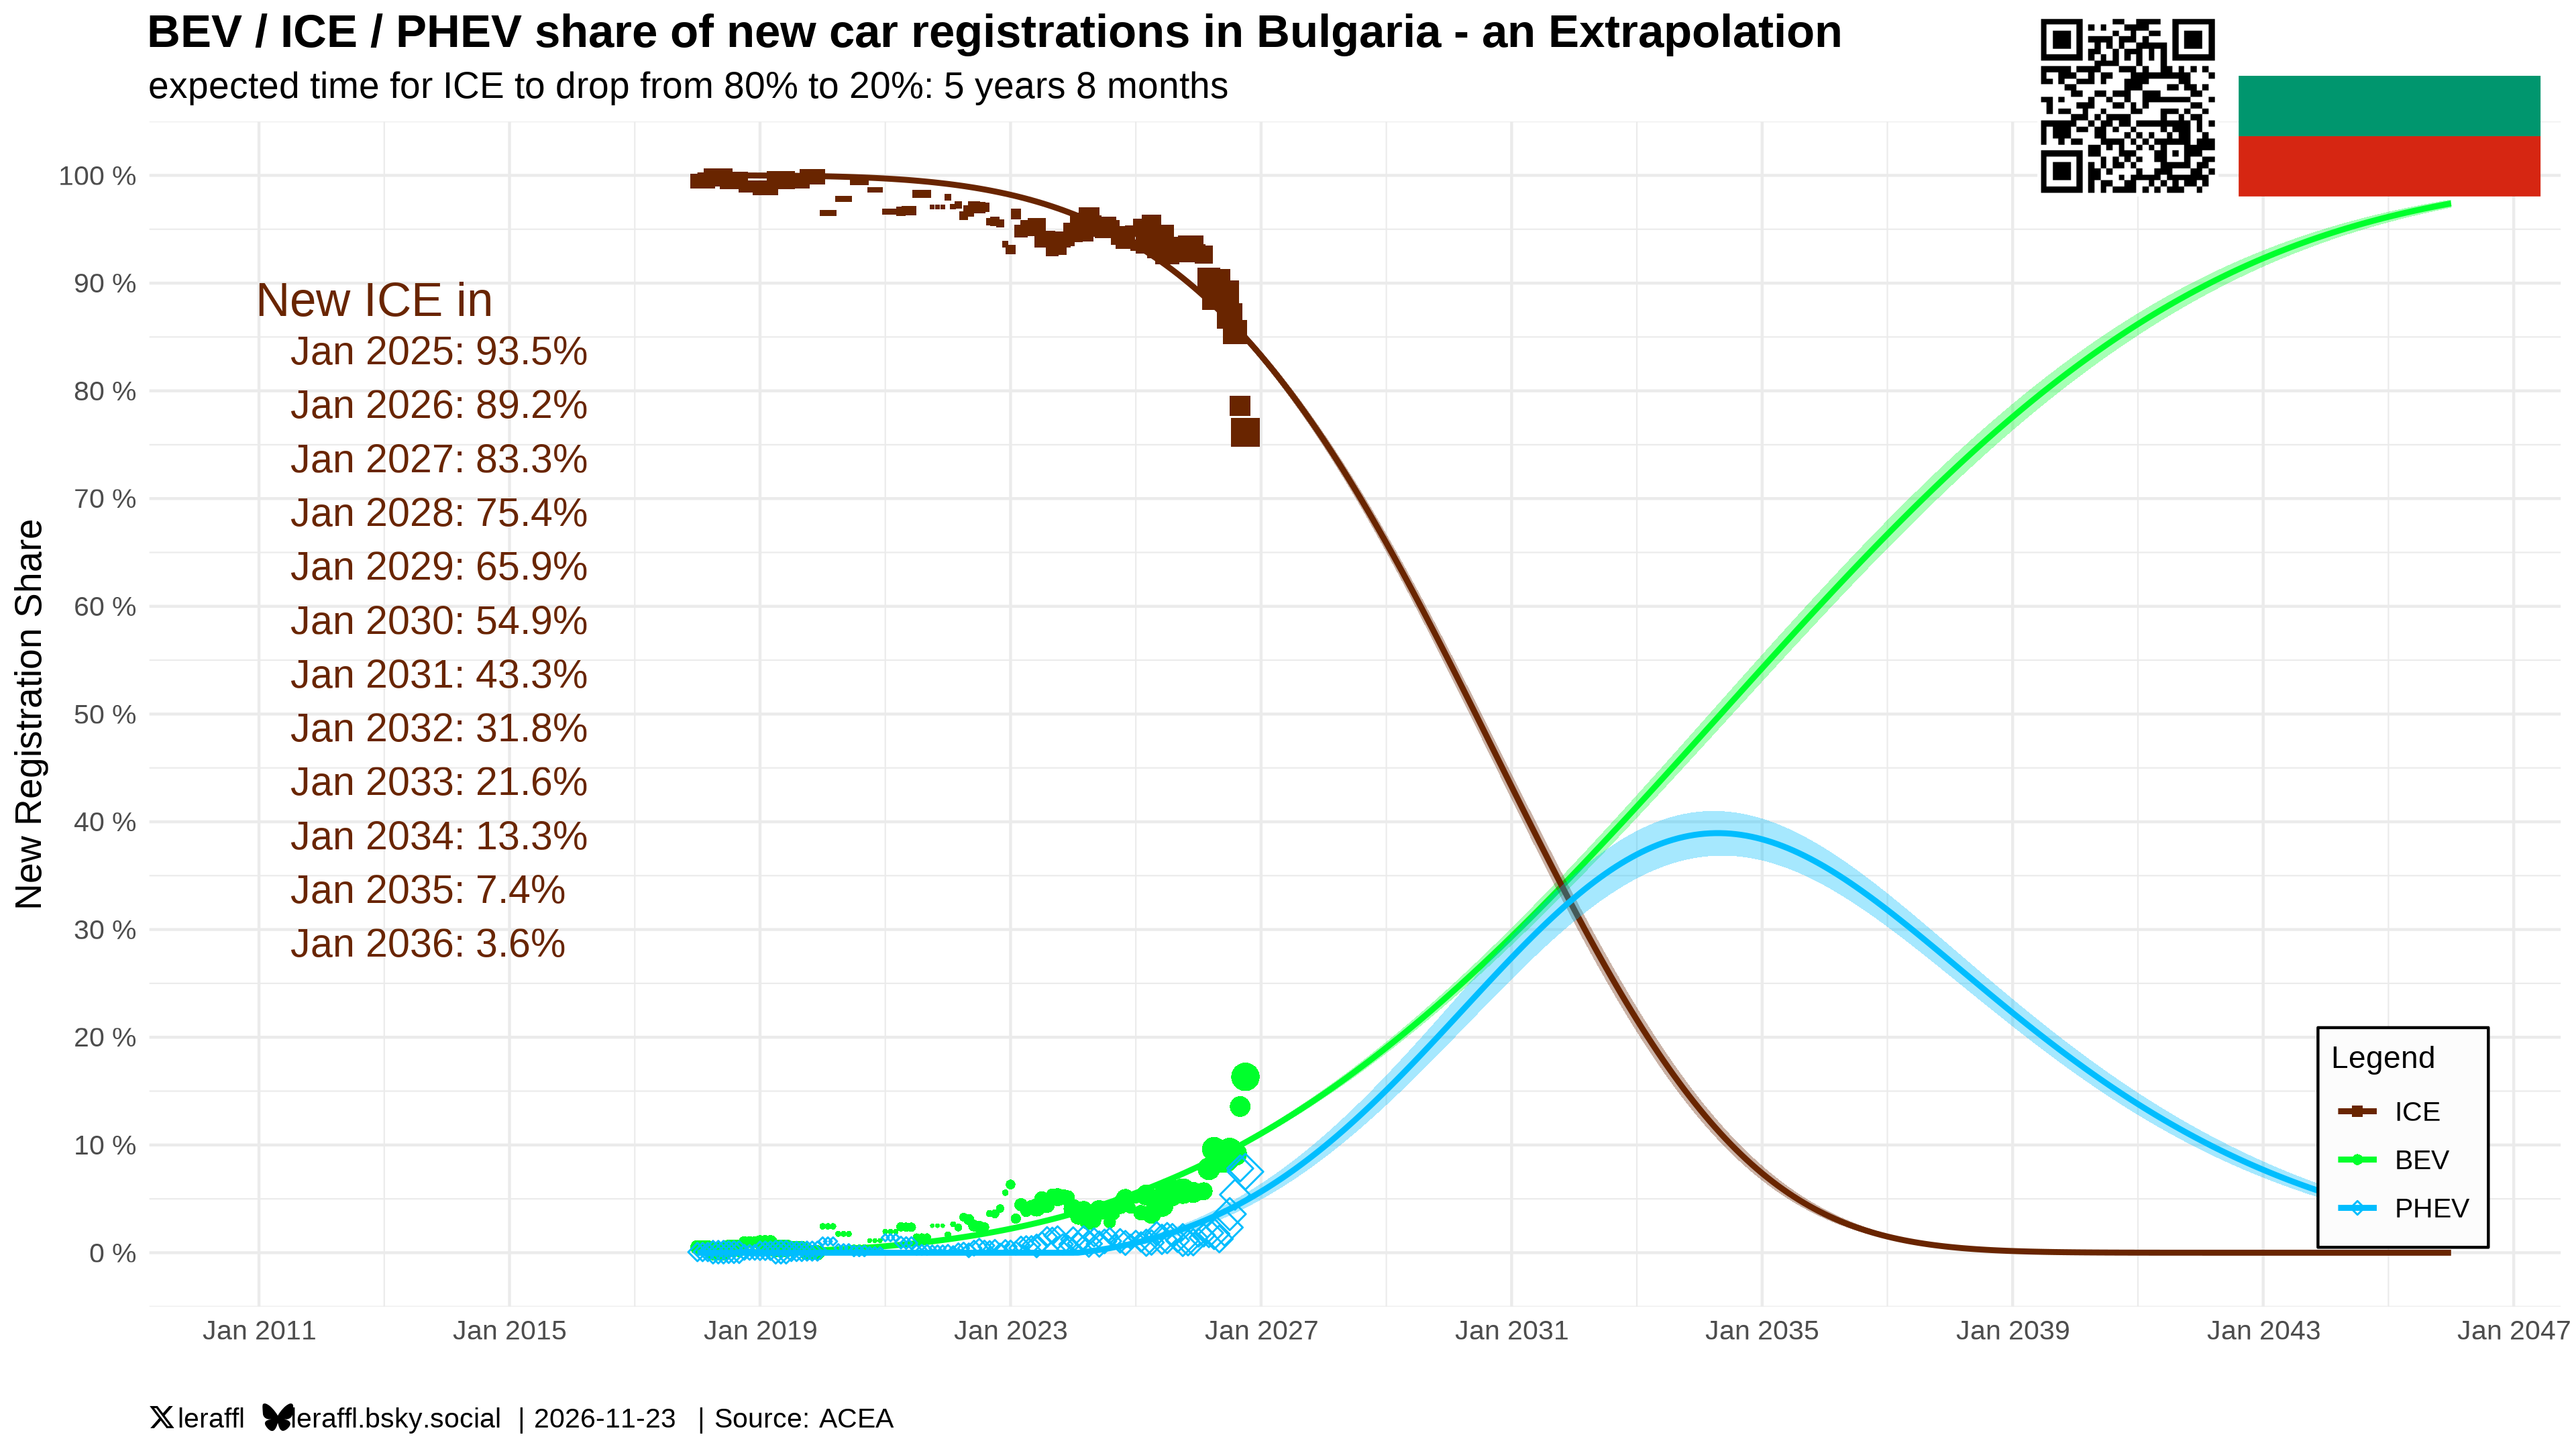 BEV / ICE / PHEV share of new car registrations in Bulgaria - an Extrapolation
expected time for ICE to drop from 80% to 20%: 5 years 8 months
New Registration Share
100 %
90 %
80 %
70 %
60 %
50 %
40 %
30 %
20 %
10 %
0 %
New ICE in
Jan 2025: 93.5%
Jan 2026: 89.2%
Jan 2027: 83.3%
Jan 2028: 75.4%
Jan 2029: 65.9%
Jan 2030: 54.9%
Jan 2031: 43.3%
Jan 2032: 31.8%
Jan 2033: 21.6%
Jan 2034: 13.3%
Jan 2035: 7.4%
Jan 2036: 3.6%
Legend
ICE
BEV
PHEV
Jan 2011 Jan 2015 Jan 2019 Jan 2023 Jan 2027 Jan 2031 Jan 2035 Jan 2039 Jan 2043 Jan 2047
leraffl leraffl.bsky.social | 2026-11-23 | Source: ACEA